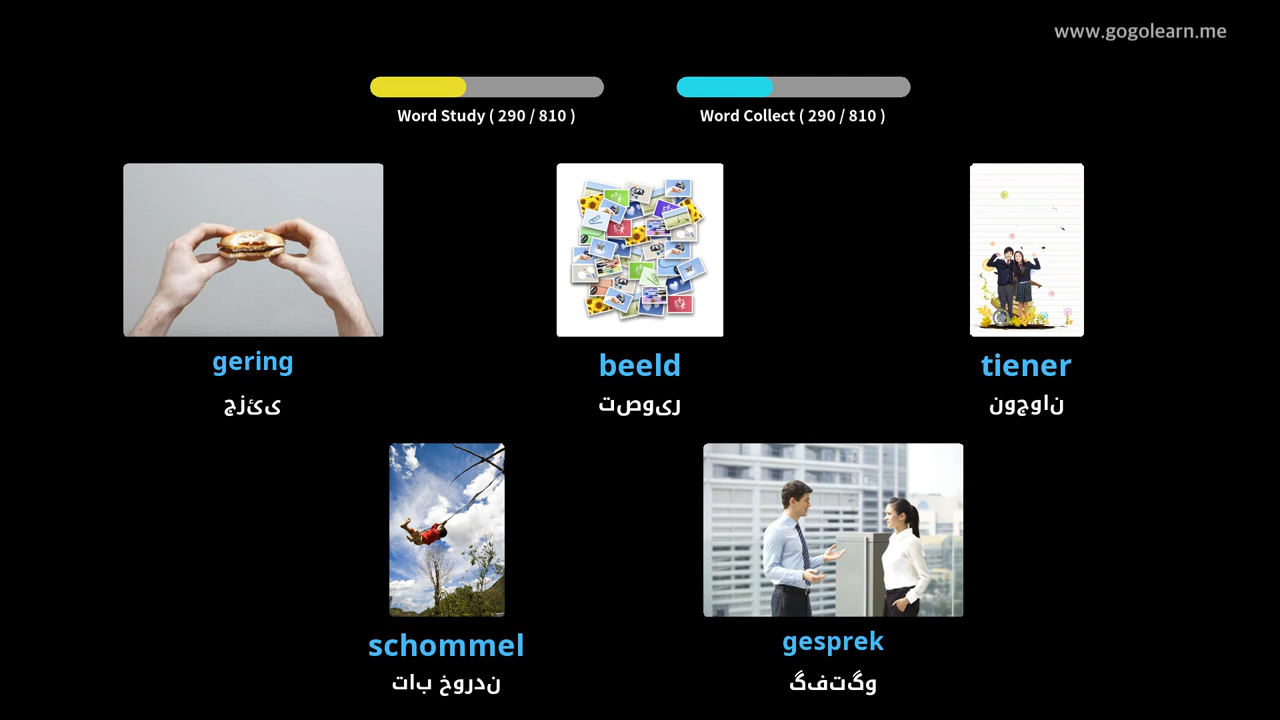 www.gogolearn.me
Word Study ( 290 / 810 )
Word Collect ( 290 / 810 )
gering
جزئی
beeld
تصویر
tiener
نوجوان
schommel
تاب خوردن
gesprek
گفتگو